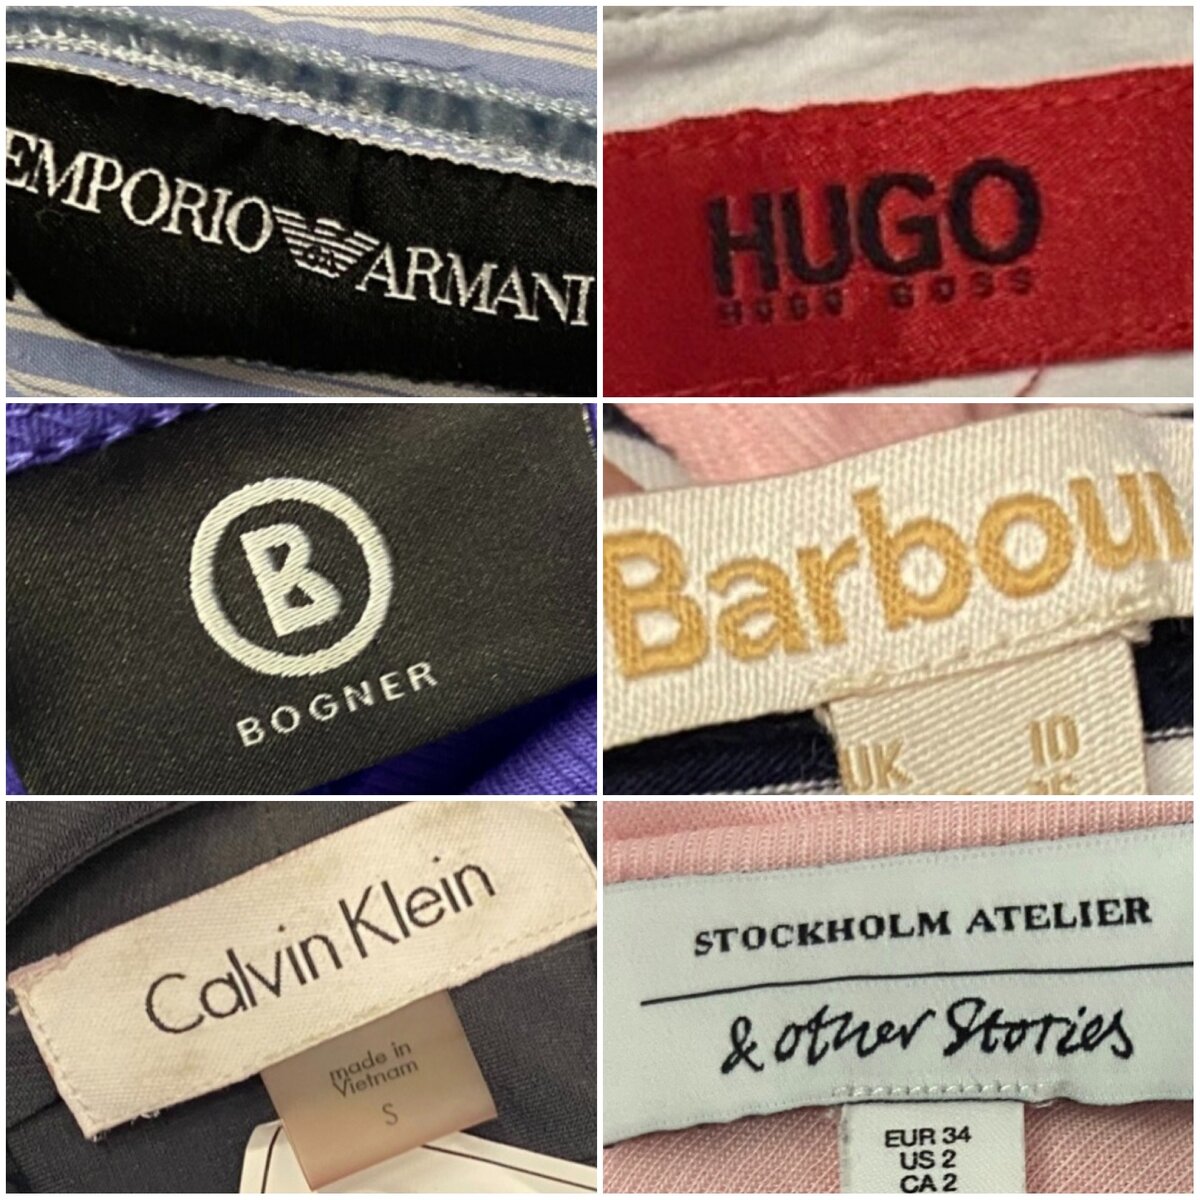 EMPORIO ARMANI
HUGO
HUGO BOSS
B
BOGNER
Barbour
UK 10
Calvin Klein
made in
Vietnam
S
STOCKHOLM ATELIER
& other Stories
EUR 34
US 2
CA 2